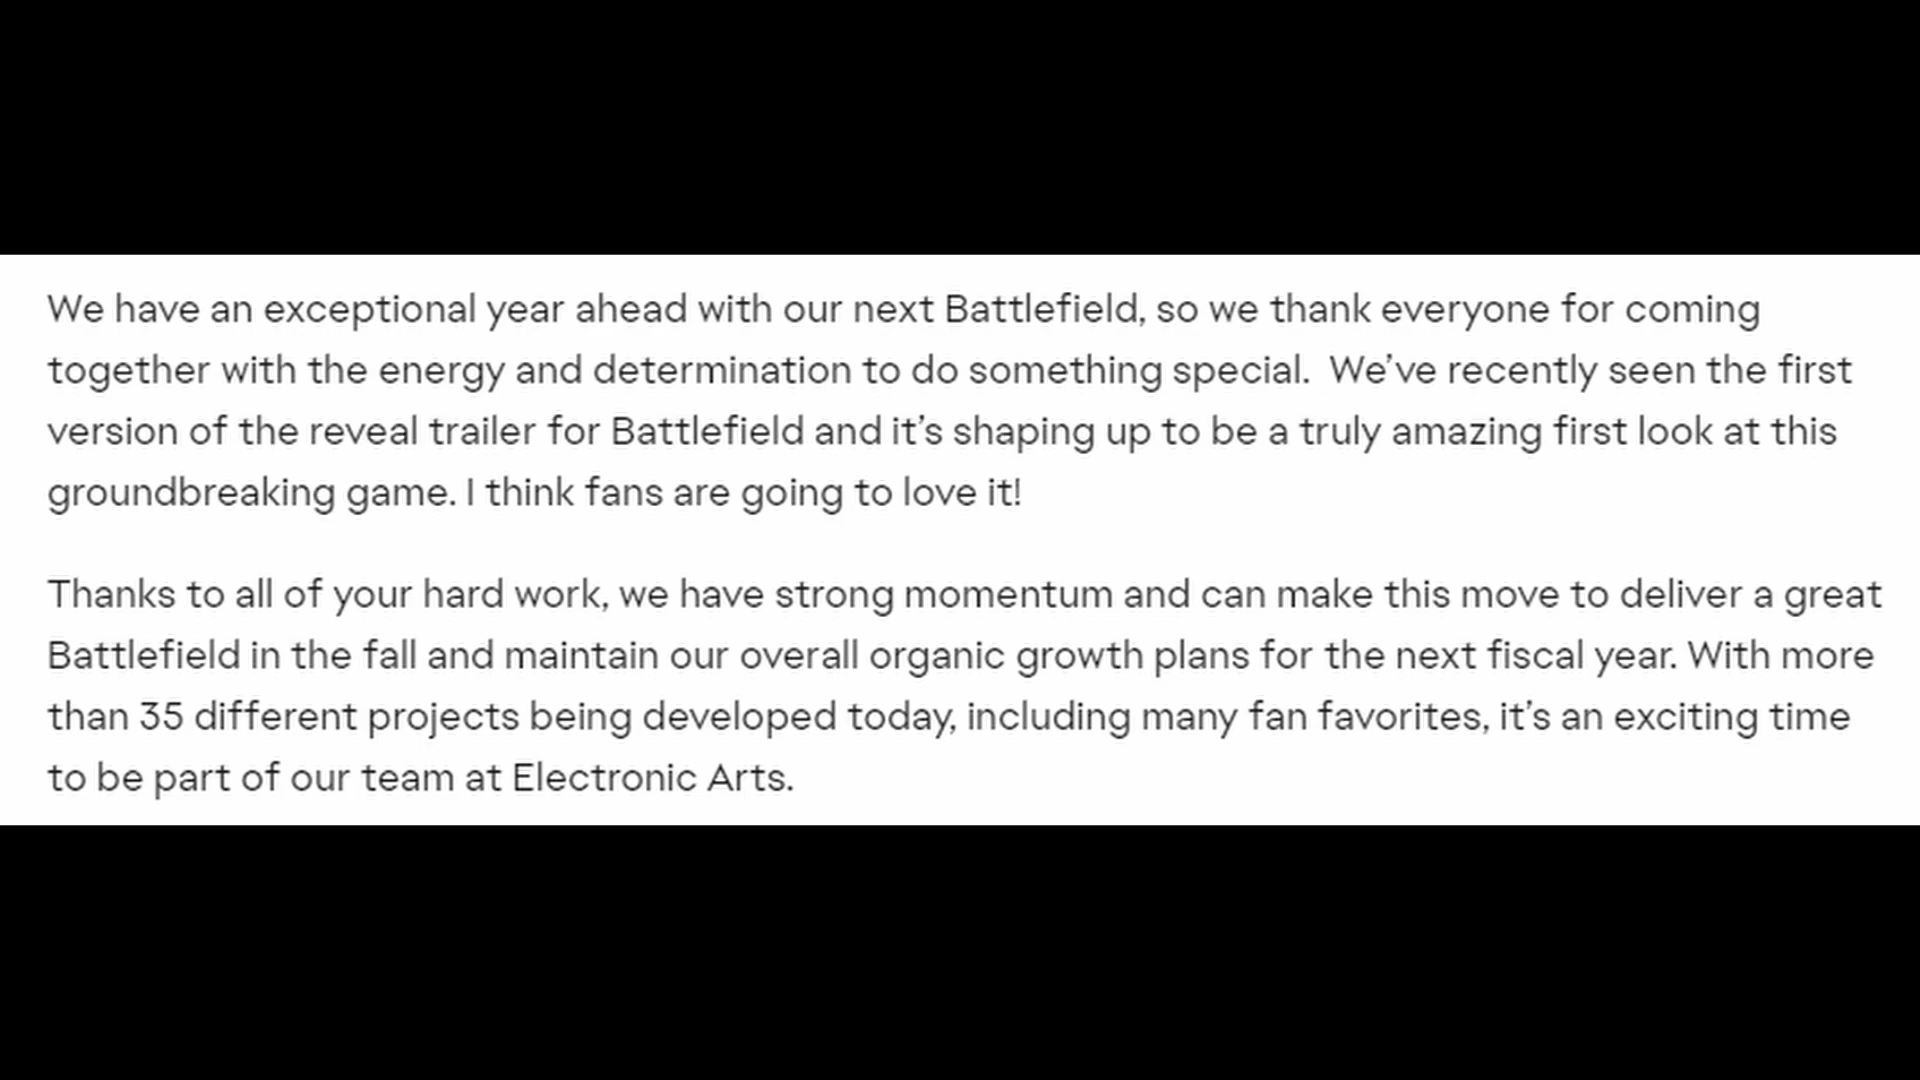 We have an exceptional year ahead with our next Battlefield, so we thank everyone for coming
together with the energy and determination to do something special.  We’ve recently seen the first
version of the reveal trailer for Battlefield and it’s shaping up to be a truly amazing first look at this
groundbreaking game. I think fans are going to love it!
Thanks to all of your hard work, we have strong momentum and can make this move to deliver a great
Battlefield in the fall and maintain our overall organic growth plans for the next fiscal year. With more
than 35 different projects being developed today, including many fan favorites, it’s an exciting time
to be part of our team at Electronic Arts.